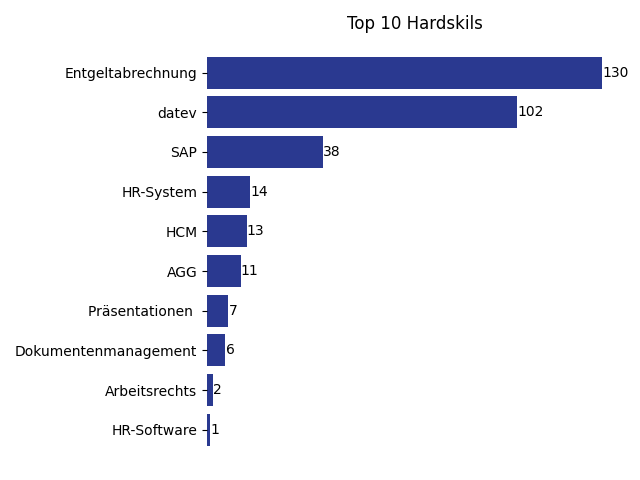 Top 10 Hardskils
Entgeltabrechnung 130
datev 102
SAP 38
HR-System 14
HCM 13
AGG 11
Präsentationen 7
Dokumentenmanagement 6
Arbeitsrechts 2
HR-Software 1